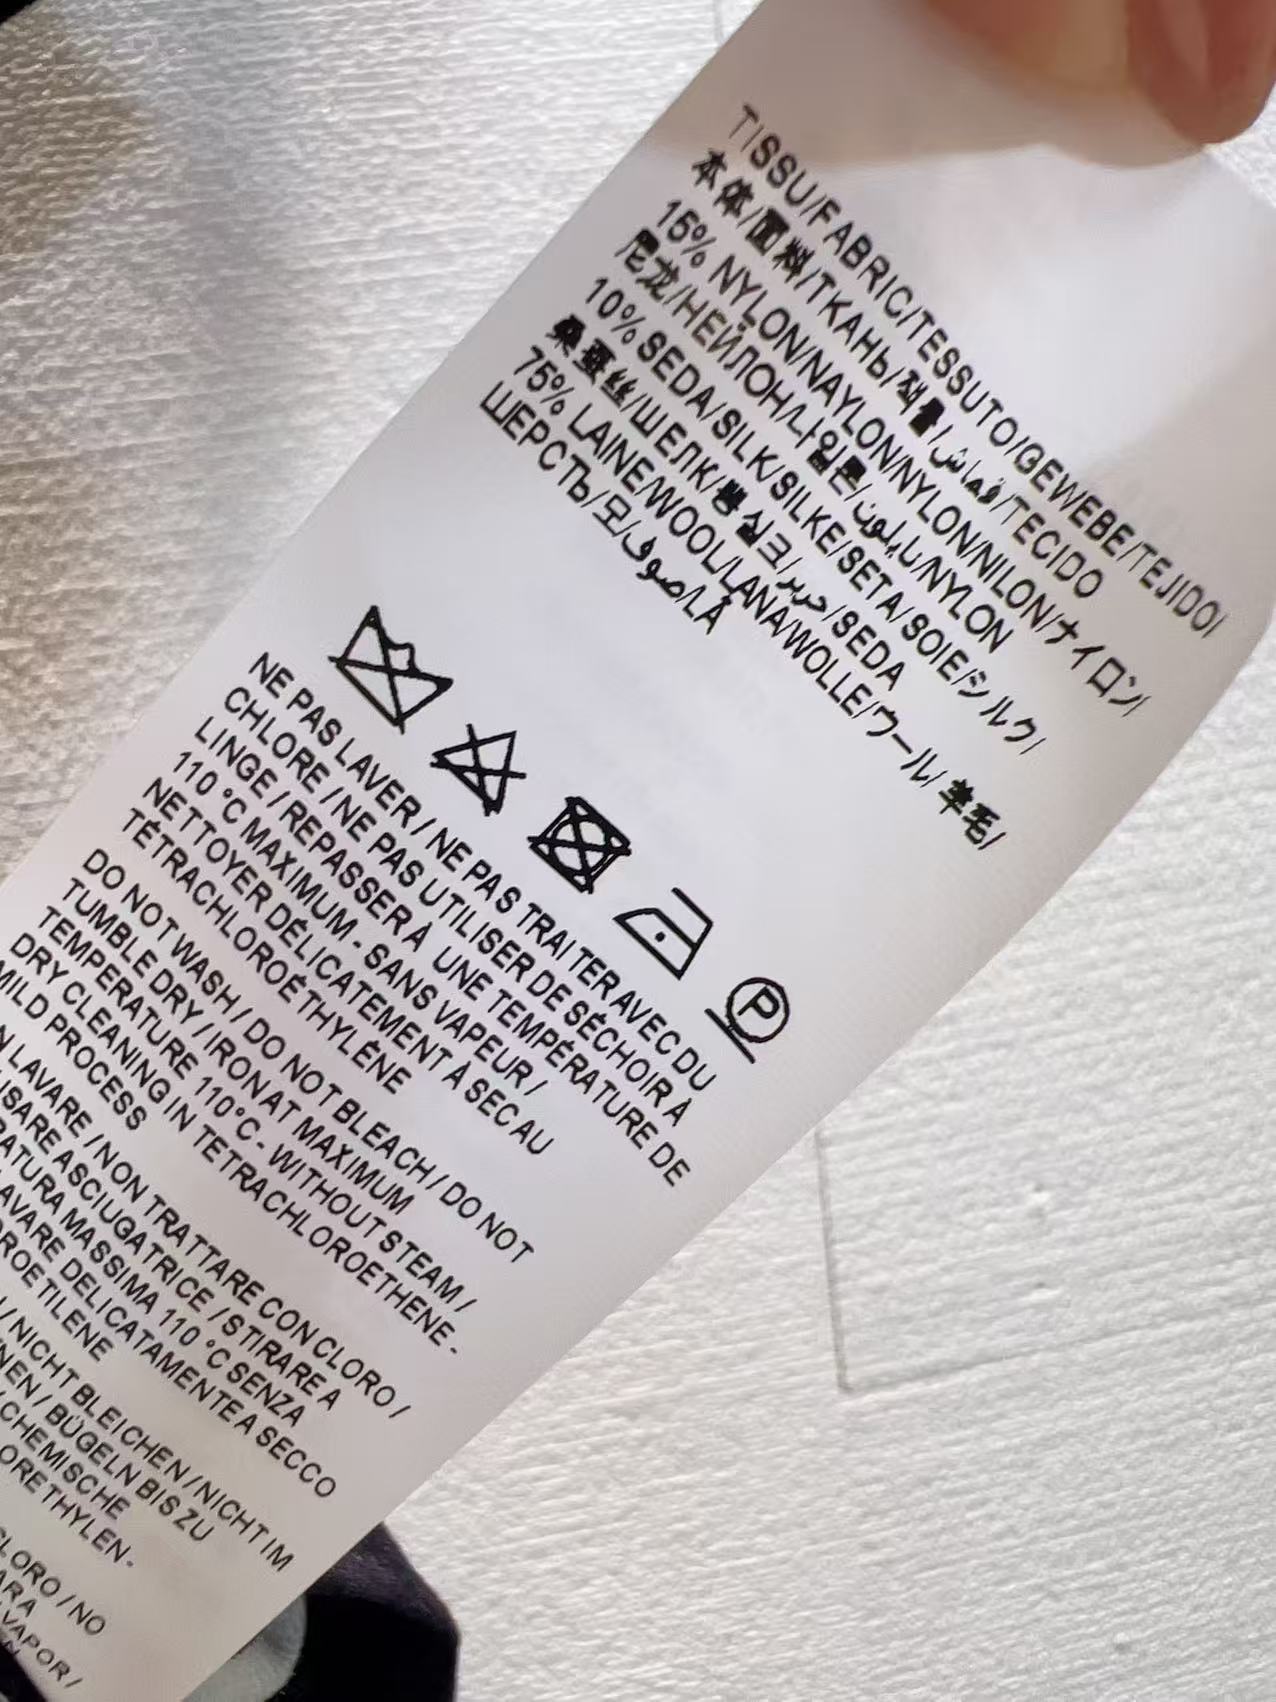 TISSU/FABRIC/TESSUTO/GEWEBE/TEJIDO/
本体/面料/ТКАНЬ/직물/قماش/TECIDO
15% NYLON/NAYLON/NYLON/NILON/ナイロン/
尼龙/НЕЙЛОН/나일론/نايلون/NYLON
10% SEDA/SILK/SILKE/SETA/SOIE/シルク/
桑蚕丝/ШЕЛК/뽕실크/حرير/SEDA
75% LAINE/WOOL/LANA/WOLLE/ウール/ 羊毛/
ШЕРСТЬ/모/صوف/LÃ
P
NE PAS LAVER / NE PAS TRAITER AVEC DU
CHLORE / NE PAS UTILISER DE SÉCHOIR À
LINGE / REPASSER À UNE TEMPÉRATURE DE
110 °C MAXIMUM - SANS VAPEUR /
NETTOYER DÉLICATEMENT À SEC AU
TÉTRACHLOROÉTHYLÈNE
DO NOT WASH / DO NOT BLEACH / DO NOT
TUMBLE DRY / IRON AT MAXIMUM
TEMPERATURE 110°C - WITHOUT STEAM /
DRY CLEANING IN TETRACHLOROETHENE -
MILD PROCESS
LAVARE / NON TRATTARE CON CLORO /
ASCIUGATRICE / STIRARE A
MASSIMA 110 °C SENZA
LAVARE DELICATAMENTE A SECCO
/ NICHT BLEICHEN / NICHT IM
/ BÜGELN BIS ZU
CHEMISCHE
CLORO / NO
VAPOR /